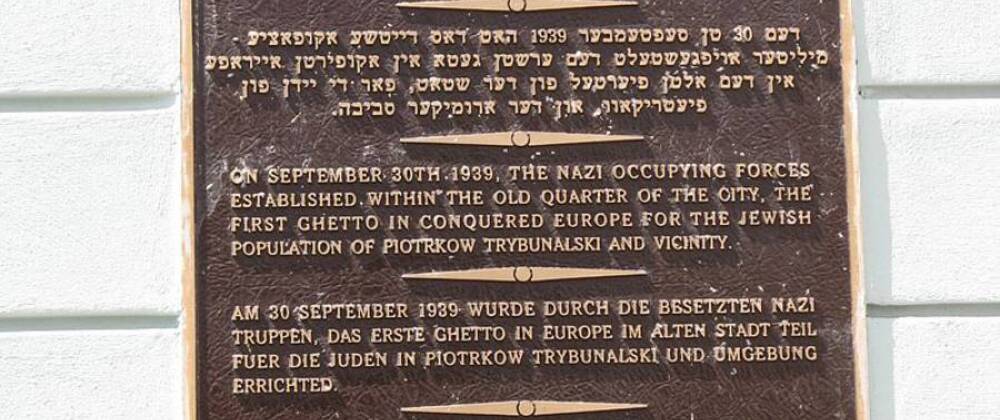 דעם 30 טן סעפטעמבער 1939 האט דאס דייטשע אקופאציע -
מיליטער אויפגעשטעלט דעם ערשטן געטא אין אקופירטן אייראפע
אין דעם אלטן פיערטעל פון דער שטאט, פאר די יידן פון
פיעטריקאוו, און דער ארומיקער סביבה.
ON SEPTEMBER 30TH 1939, THE NAZI OCCUPYING FORCES
ESTABLISHED WITHIN THE OLD QUARTER OF THE CITY, THE
FIRST GHETTO IN CONQUERED EUROPE FOR THE JEWISH
POPULATION OF PIOTRKOW TRYBUNALSKI AND VICINITY.
AM 30 SEPTEMBER 1939 WURDE DURCH DIE BESETZTEN NAZI
TRUPPEN, DAS ERSTE GHETTO IN EUROPE IM ALTEN STADT TEIL
FUER DIE JUDEN IN PIOTRKOW TRYBUNALSKI UND UMGEBUNG
ERRICHTED.